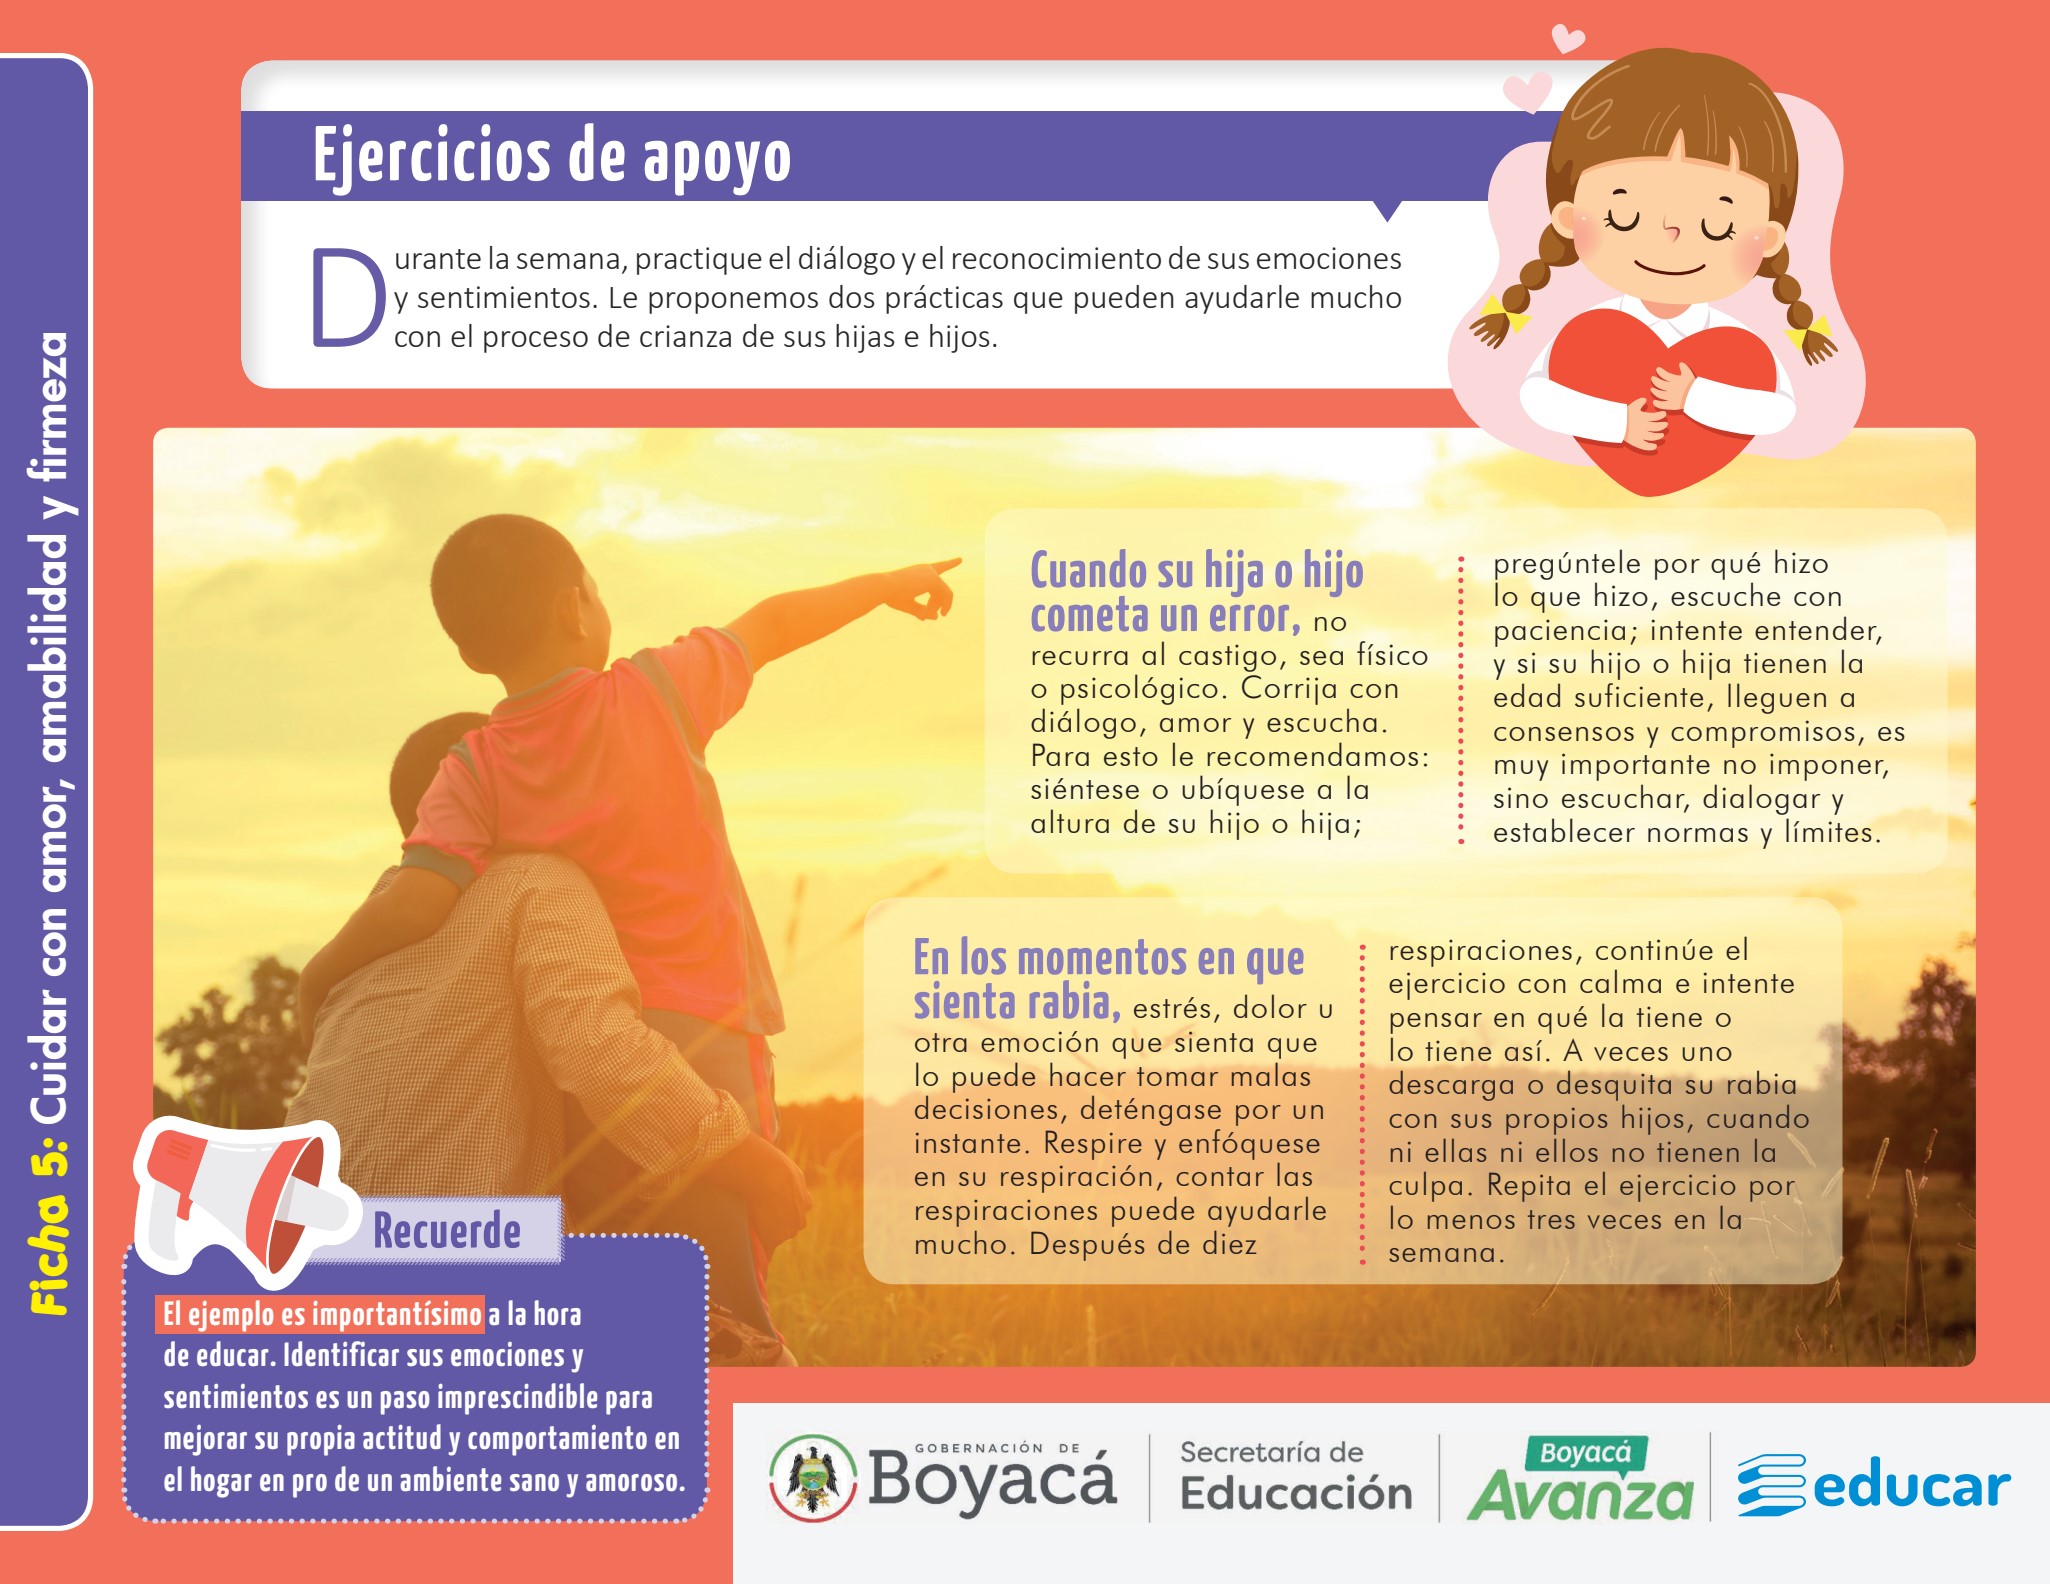 Ficha 5: Cuidar con amor, amabilidad y firmeza
Ejercicios de apoyo
Durante la semana, practique el diálogo y el reconocimiento de sus emociones
y sentimientos. Le proponemos dos prácticas que pueden ayudarle mucho
con el proceso de crianza de sus hijas e hijos.
Cuando su hija o hijo
cometa un error, no
recurra al castigo, sea físico
o psicológico. Corrija con
diálogo, amor y escucha.
Para esto le recomendamos:
siéntese o ubíquese a la
altura de su hijo o hija;
pregúntele por qué hizo
lo que hizo, escuche con
paciencia; intente entender,
y si su hijo o hija tienen la
edad suficiente, lleguen a
consensos y compromisos, es
muy importante no imponer,
sino escuchar, dialogar y
establecer normas y límites.
En los momentos en que
sienta rabia, estrés, dolor u
otra emoción que sienta que
lo puede hacer tomar malas
decisiones, deténgase por un
instante. Respire y enfóquese
en su respiración, contar las
respiraciones puede ayudarle
mucho. Después de diez
respiraciones, continúe el
ejercicio con calma e intente
pensar en qué la tiene o
lo tiene así. A veces uno
descarga o desquita su rabia
con sus propios hijos, cuando
ni ellas ni ellos no tienen la
culpa. Repita el ejercicio por
lo menos tres veces en la
semana.
Recuerde
El ejemplo es importantísimo a la hora
de educar. Identificar sus emociones y
sentimientos es un paso imprescindible para
mejorar su propia actitud y comportamiento en
el hogar en pro de un ambiente sano y amoroso.
GOBERNACIÓN DE
Boyacá
Secretaría de
Educación
Boyacá
Avanza
educar